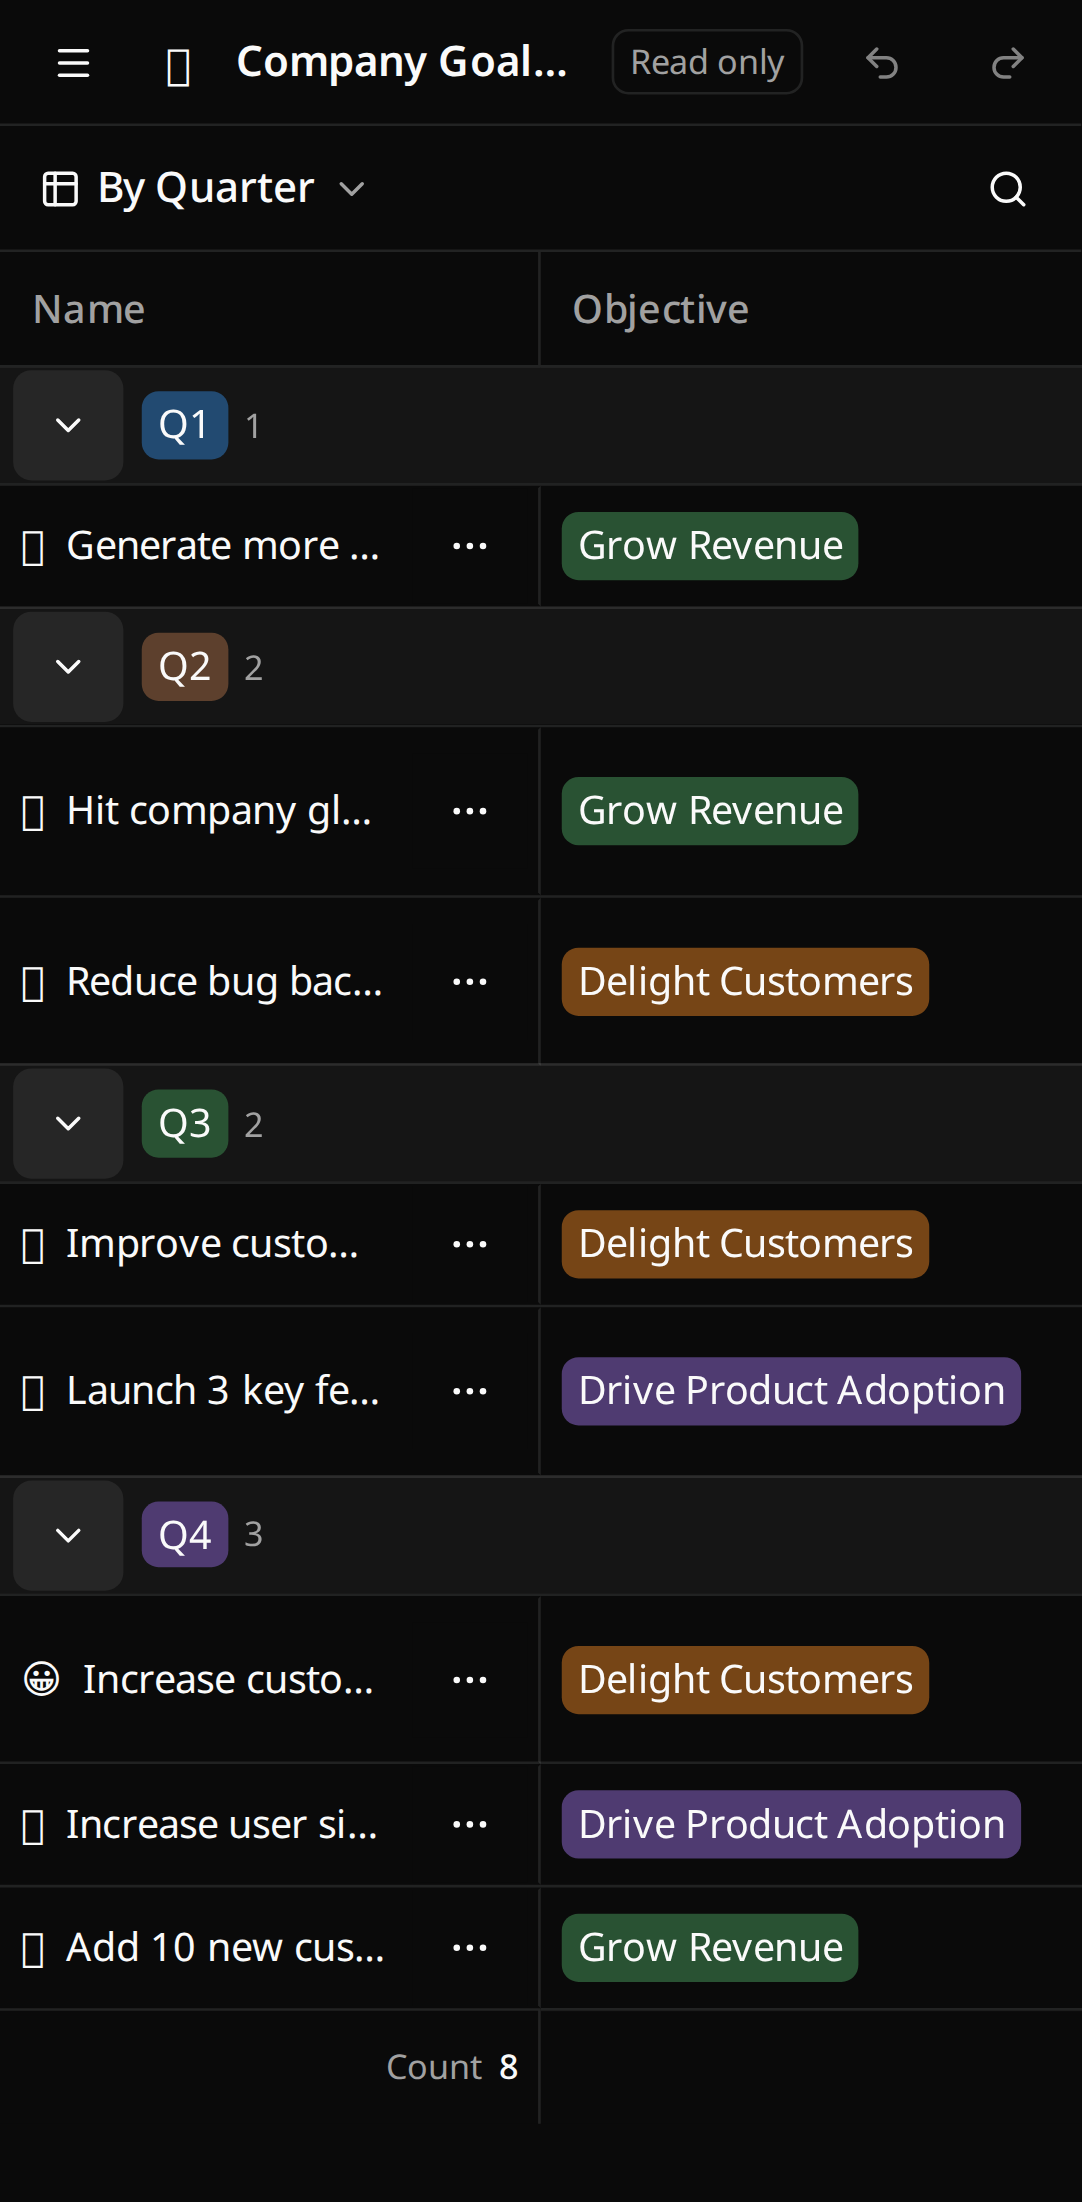 Company Goal...
Read only
By Quarter
Name Objective
Q1 1
Generate more ... Grow Revenue
Q2 2
Hit company gl... Grow Revenue
Reduce bug bac... Delight Customers
Q3 2
Improve custo... Delight Customers
Launch 3 key fe... Drive Product Adoption
Q4 3
😀 Increase custo... Delight Customers
Increase user si... Drive Product Adoption
Add 10 new cus... Grow Revenue
Count 8